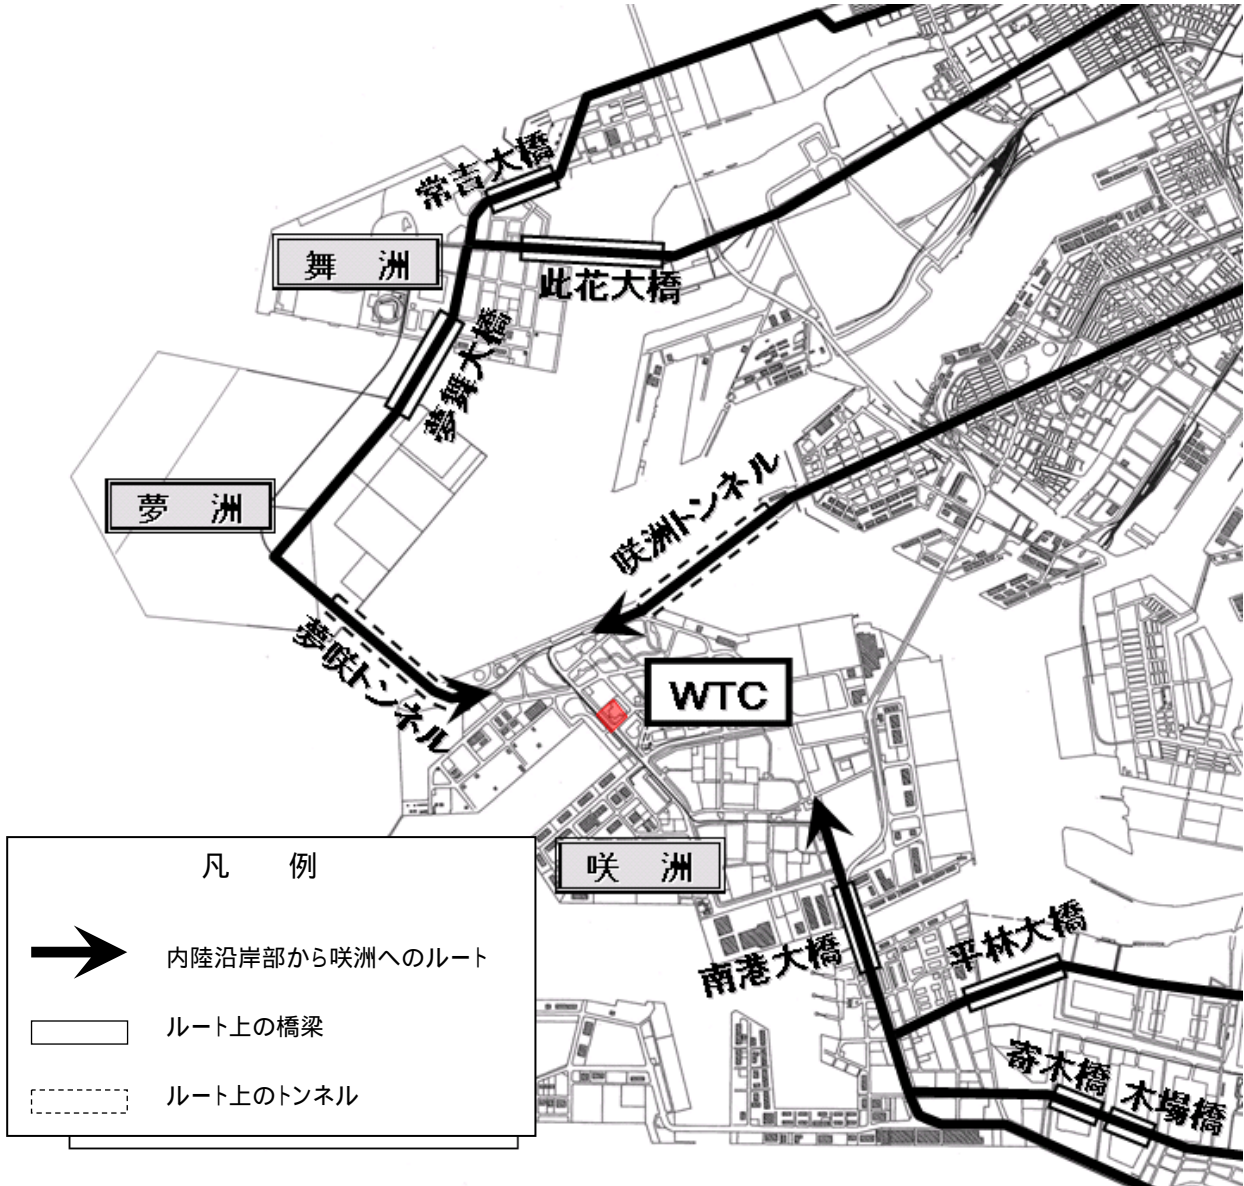 常吉大橋
舞 洲
此花大橋
夢舞大橋
夢 洲
咲洲トンネル
夢咲トンネル
WTC
咲 洲
南港大橋
平林大橋
寄木橋
木場橋
凡 例
内陸沿岸部から咲洲へのルート
ルート上の橋梁
ルート上のトンネル